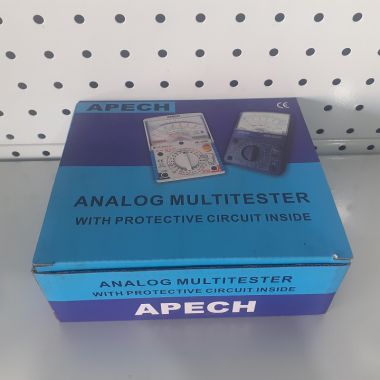 APECH
CE
ANALOG MULTITESTER
WITH PROTECTIVE CIRCUIT INSIDE
ANALOG MULTITESTER
WITH PROTECTIVE CIRCUIT INSIDE
APECH